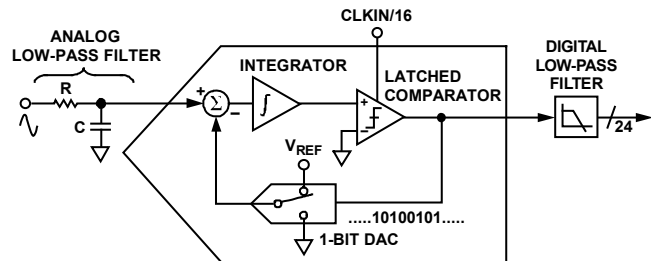 CLKIN/16
ANALOG
LOW-PASS FILTER
R
C
+
Σ
−
INTEGRATOR
∫
LATCHED
COMPARATOR
+
−
DIGITAL
LOW-PASS
FILTER
24
VREF
.....10100101.....
1-BIT DAC